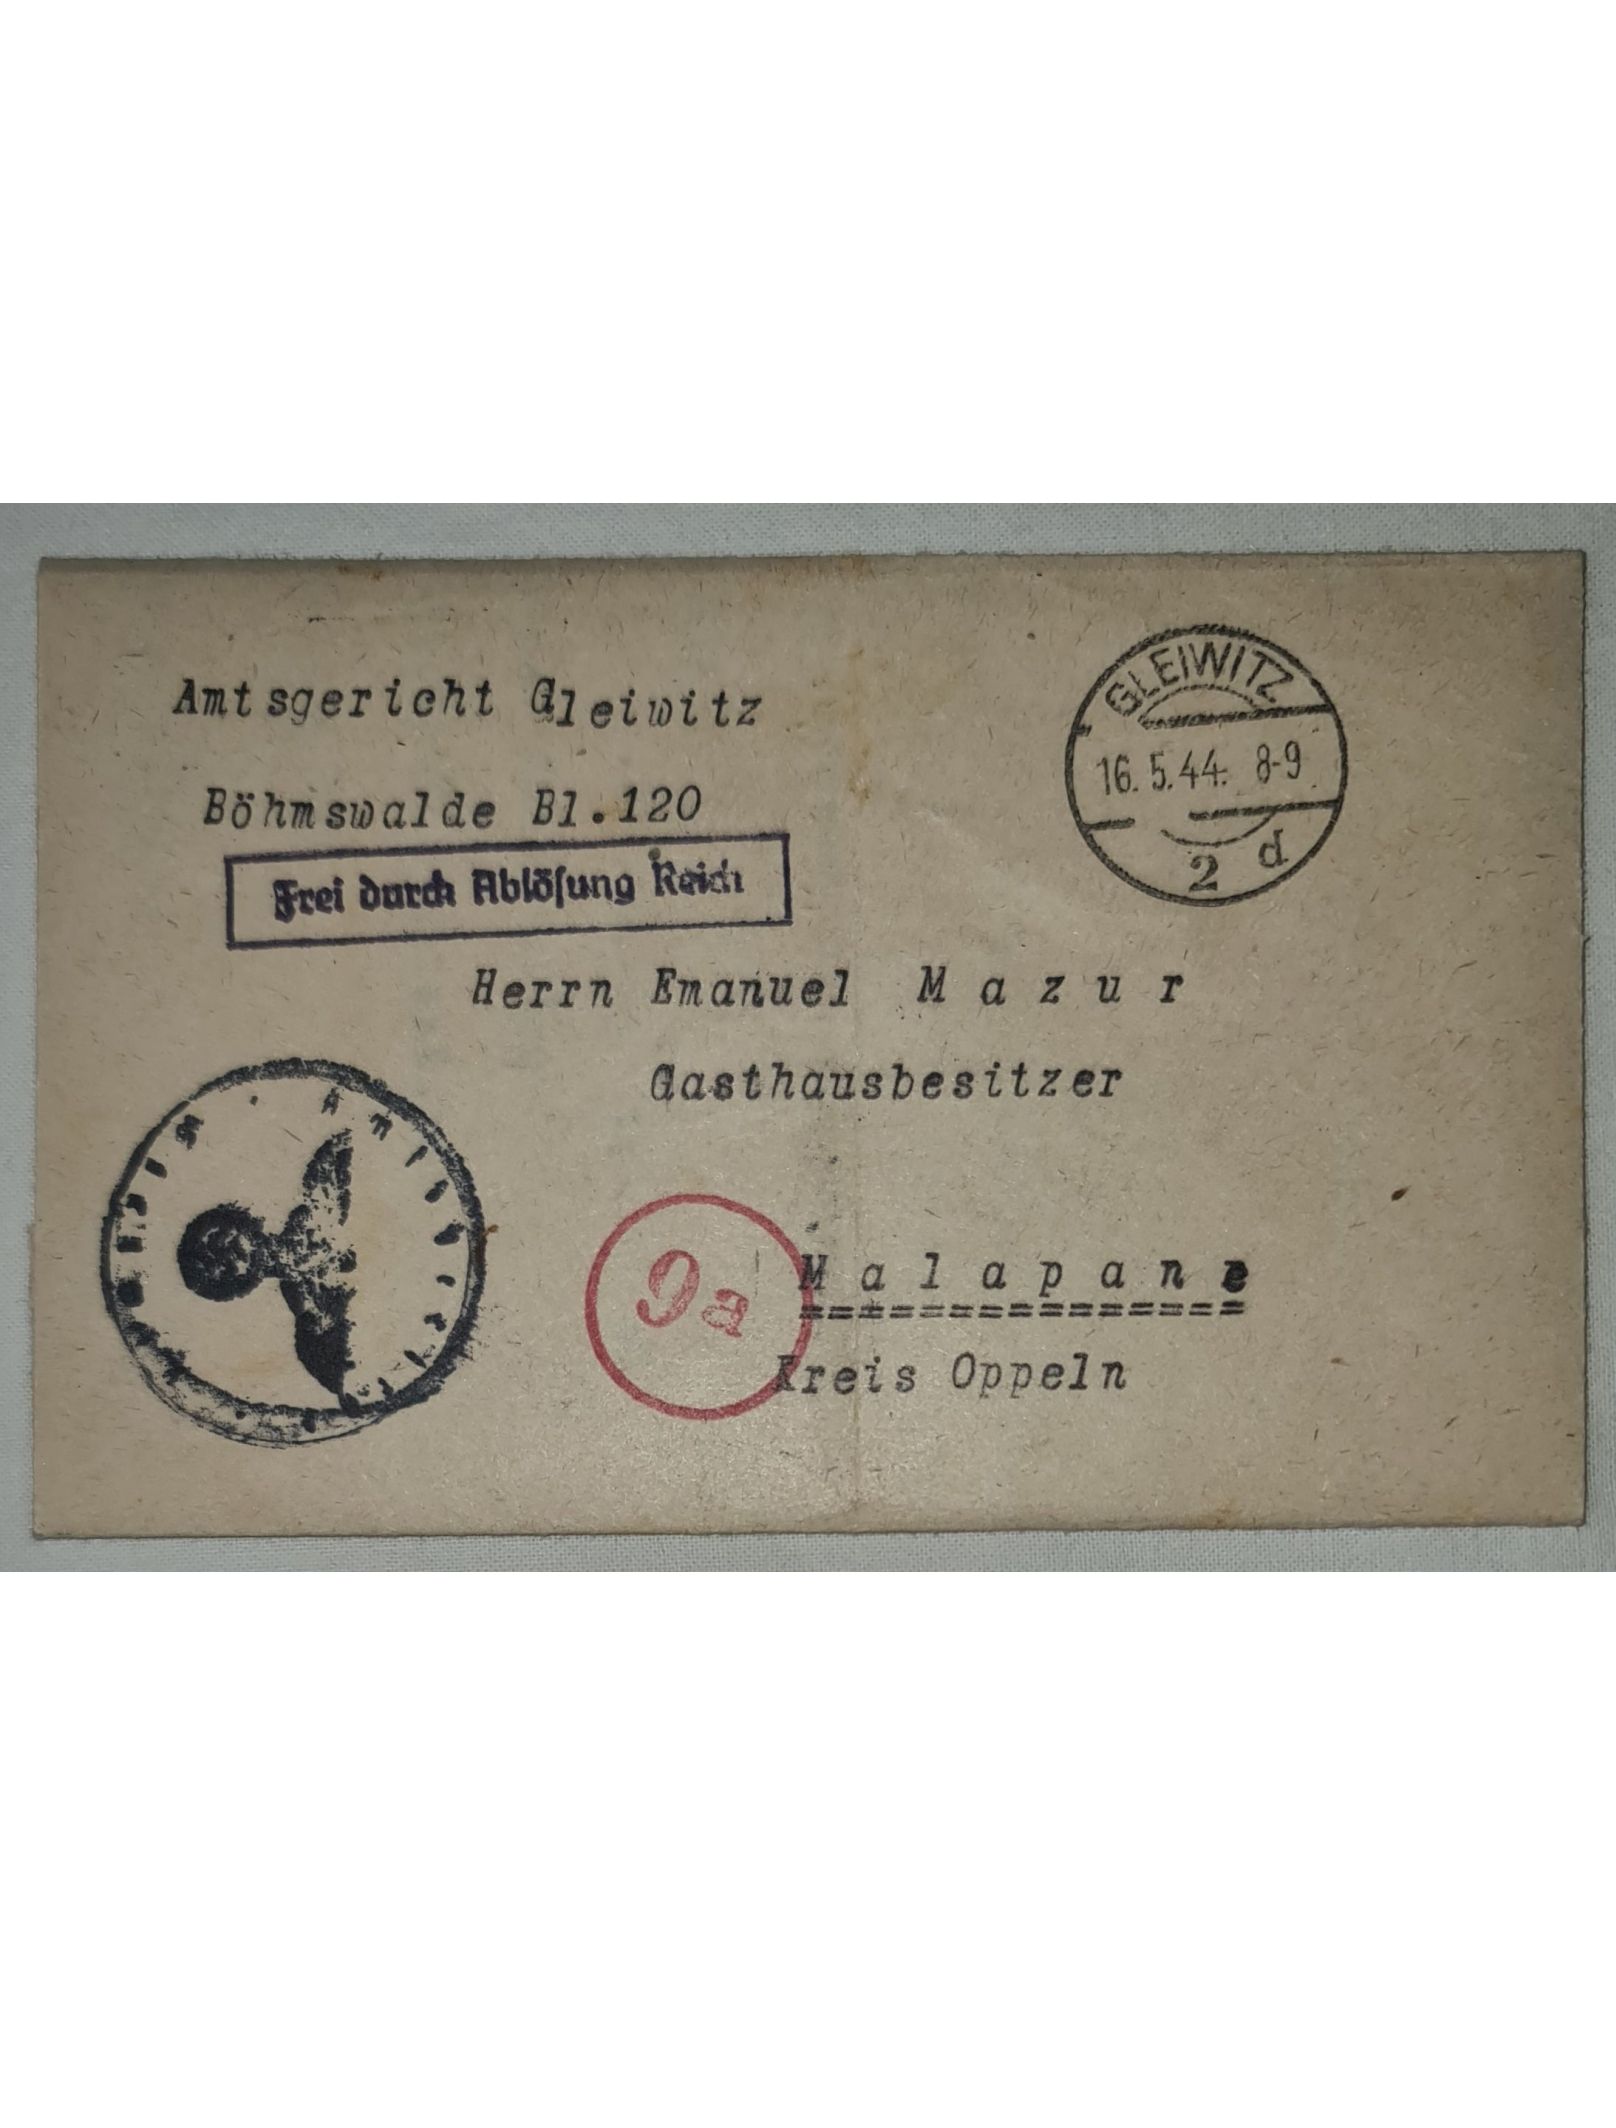 Amtsgericht Gleiwitz
GLEIWITZ
16.5.44. 8-9
2 d
Böhmswalde Bl.120
Frei durch Ablösung Reich
Herrn Emanuel M a z u r
Gasthausbesitzer
9a
M a l a p a n e
===============
Kreis Oppeln